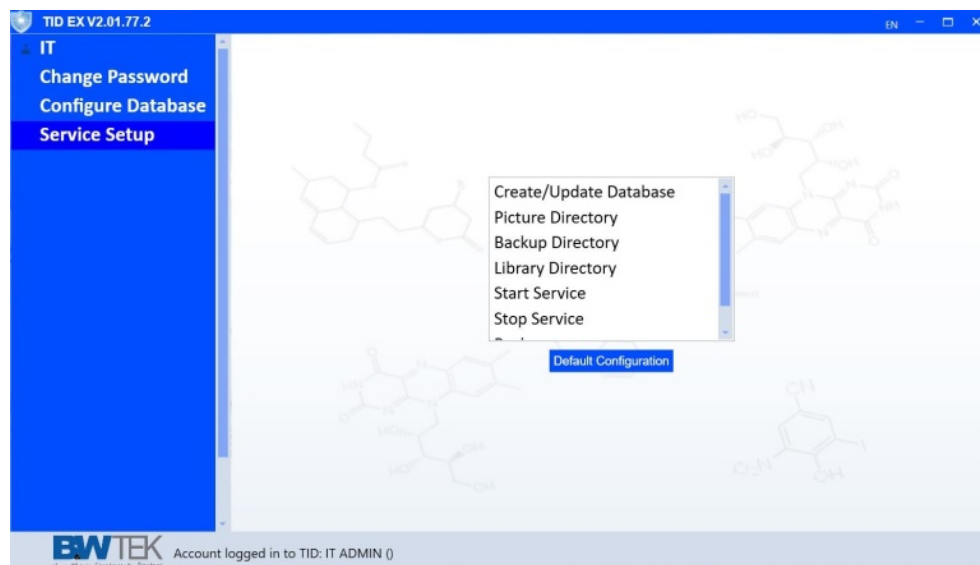 TID EX V2.01.77.2
EN
IT
Change Password
Configure Database
Service Setup
Create/Update Database
Picture Directory
Backup Directory
Library Directory
Start Service
Stop Service
Default Configuration
B&WTEK
Account logged in to TID: IT ADMIN ()